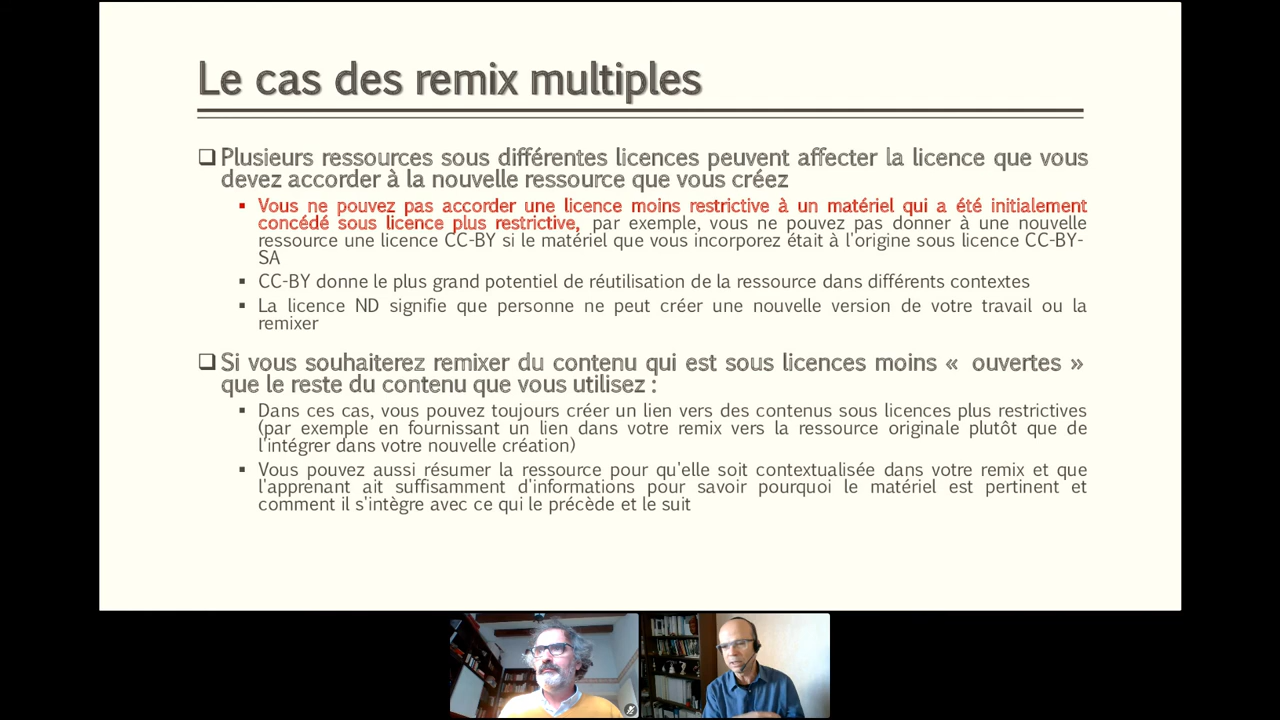 Le cas des remix multiples
Plusieurs ressources sous différentes licences peuvent affecter la licence que vous
devez accorder à la nouvelle ressource que vous créez
Vous ne pouvez pas accorder une licence moins restrictive à un matériel qui a été initialement
concédé sous licence plus restrictive, par exemple, vous ne pouvez pas donner à une nouvelle
ressource une licence CC-BY si le matériel que vous incorporez était à l'origine sous licence CC-BY-
SA
CC-BY donne le plus grand potentiel de réutilisation de la ressource dans différents contextes
La licence ND signifie que personne ne peut créer une nouvelle version de votre travail ou la
remixer
Si vous souhaiterez remixer du contenu qui est sous licences moins « ouvertes »
que le reste du contenu que vous utilisez :
Dans ces cas, vous pouvez toujours créer un lien vers des contenus sous licences plus restrictives
(par exemple en fournissant un lien dans votre remix vers la ressource originale plutôt que de
l'intégrer dans votre nouvelle création)
Vous pouvez aussi résumer la ressource pour qu'elle soit contextualisée dans votre remix et que
l'apprenant ait suffisamment d'informations pour savoir pourquoi le matériel est pertinent et
comment il s'intègre avec ce qui le précède et le suit